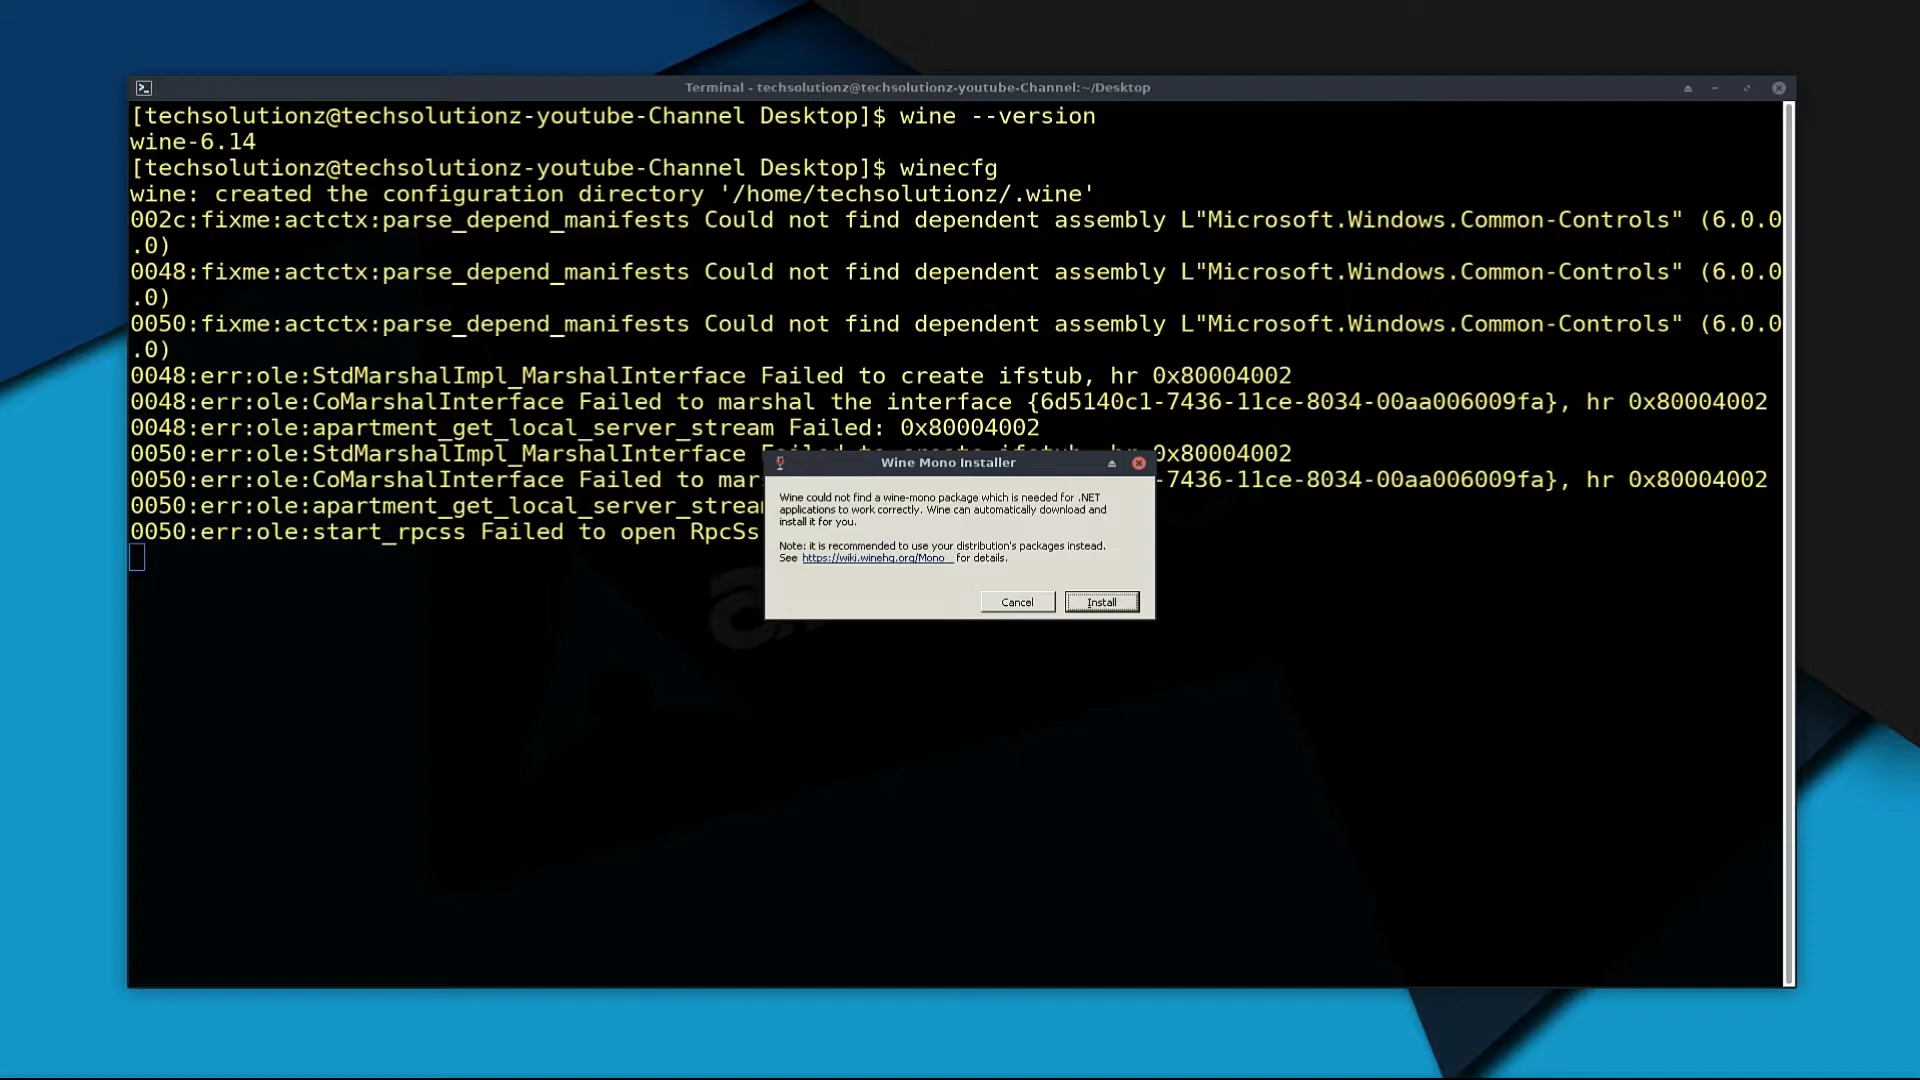 Terminal - techsolutionz@techsolutionz-youtube-Channel:~/Desktop
[techsolutionz@techsolutionz-youtube-Channel Desktop]$ wine --version
wine-6.14
[techsolutionz@techsolutionz-youtube-Channel Desktop]$ winecfg
wine: created the configuration directory '/home/techsolutionz/.wine'
002c:fixme:actctx:parse_depend_manifests Could not find dependent assembly L"Microsoft.Windows.Common-Controls" (6.0.0
.0)
0048:fixme:actctx:parse_depend_manifests Could not find dependent assembly L"Microsoft.Windows.Common-Controls" (6.0.0
.0)
0050:fixme:actctx:parse_depend_manifests Could not find dependent assembly L"Microsoft.Windows.Common-Controls" (6.0.0
.0)
0048:err:ole:StdMarshalImpl_MarshalInterface Failed to create ifstub, hr 0x80004002
0048:err:ole:CoMarshalInterface Failed to marshal the interface {6d5140c1-7436-11ce-8034-00aa006009fa}, hr 0x80004002
0048:err:ole:apartment_get_local_server_stream Failed: 0x80004002
0050:err:ole:StdMarshalImpl_MarshalInterface Failed to create ifstub, hr 0x80004002
0050:err:ole:CoMarshalInterface Failed to mar -7436-11ce-8034-00aa006009fa}, hr 0x80004002
0050:err:ole:apartment_get_local_server_strea
0050:err:ole:start_rpcss Failed to open RpcSs
Wine Mono Installer
Wine could not find a wine-mono package which is needed for .NET
applications to work correctly. Wine can automatically download and
install it for you.
Note: it is recommended to use your distribution's packages instead.
See https://wiki.winehq.org/Mono for details.
Cancel
Install